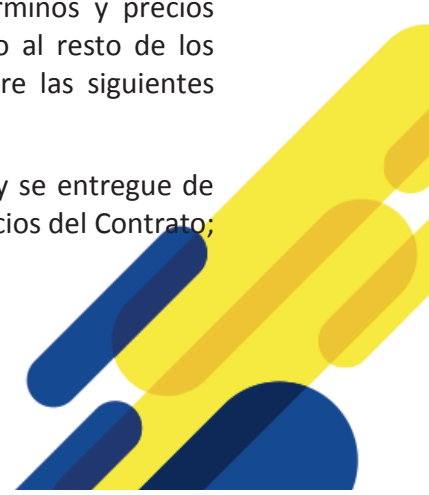 rminos y precios
o al resto de los
re las siguientes
y se entregue de
cios del Contrato;